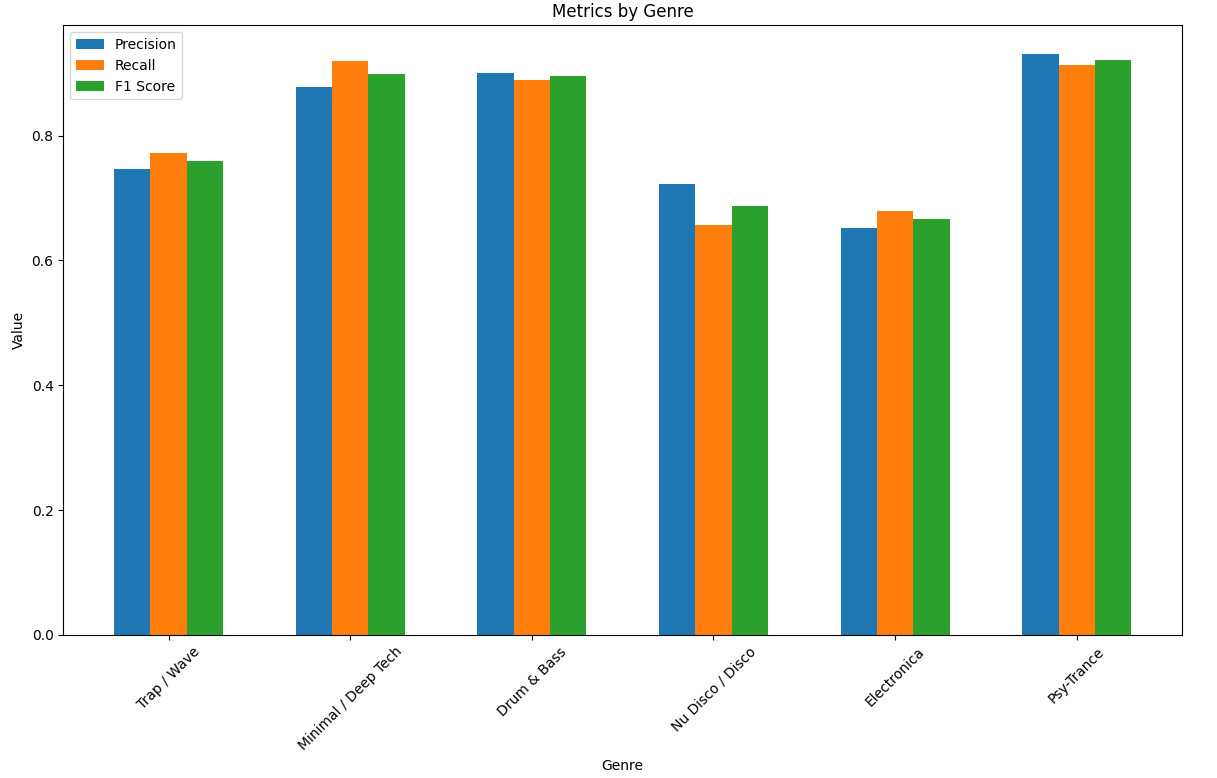 Metrics by Genre
Precision
Recall
F1 Score
Value
0.8
0.6
0.4
0.2
0.0
Trap / Wave
Minimal / Deep Tech
Drum & Bass
Nu Disco / Disco
Electronica
Psy-Trance
Genre